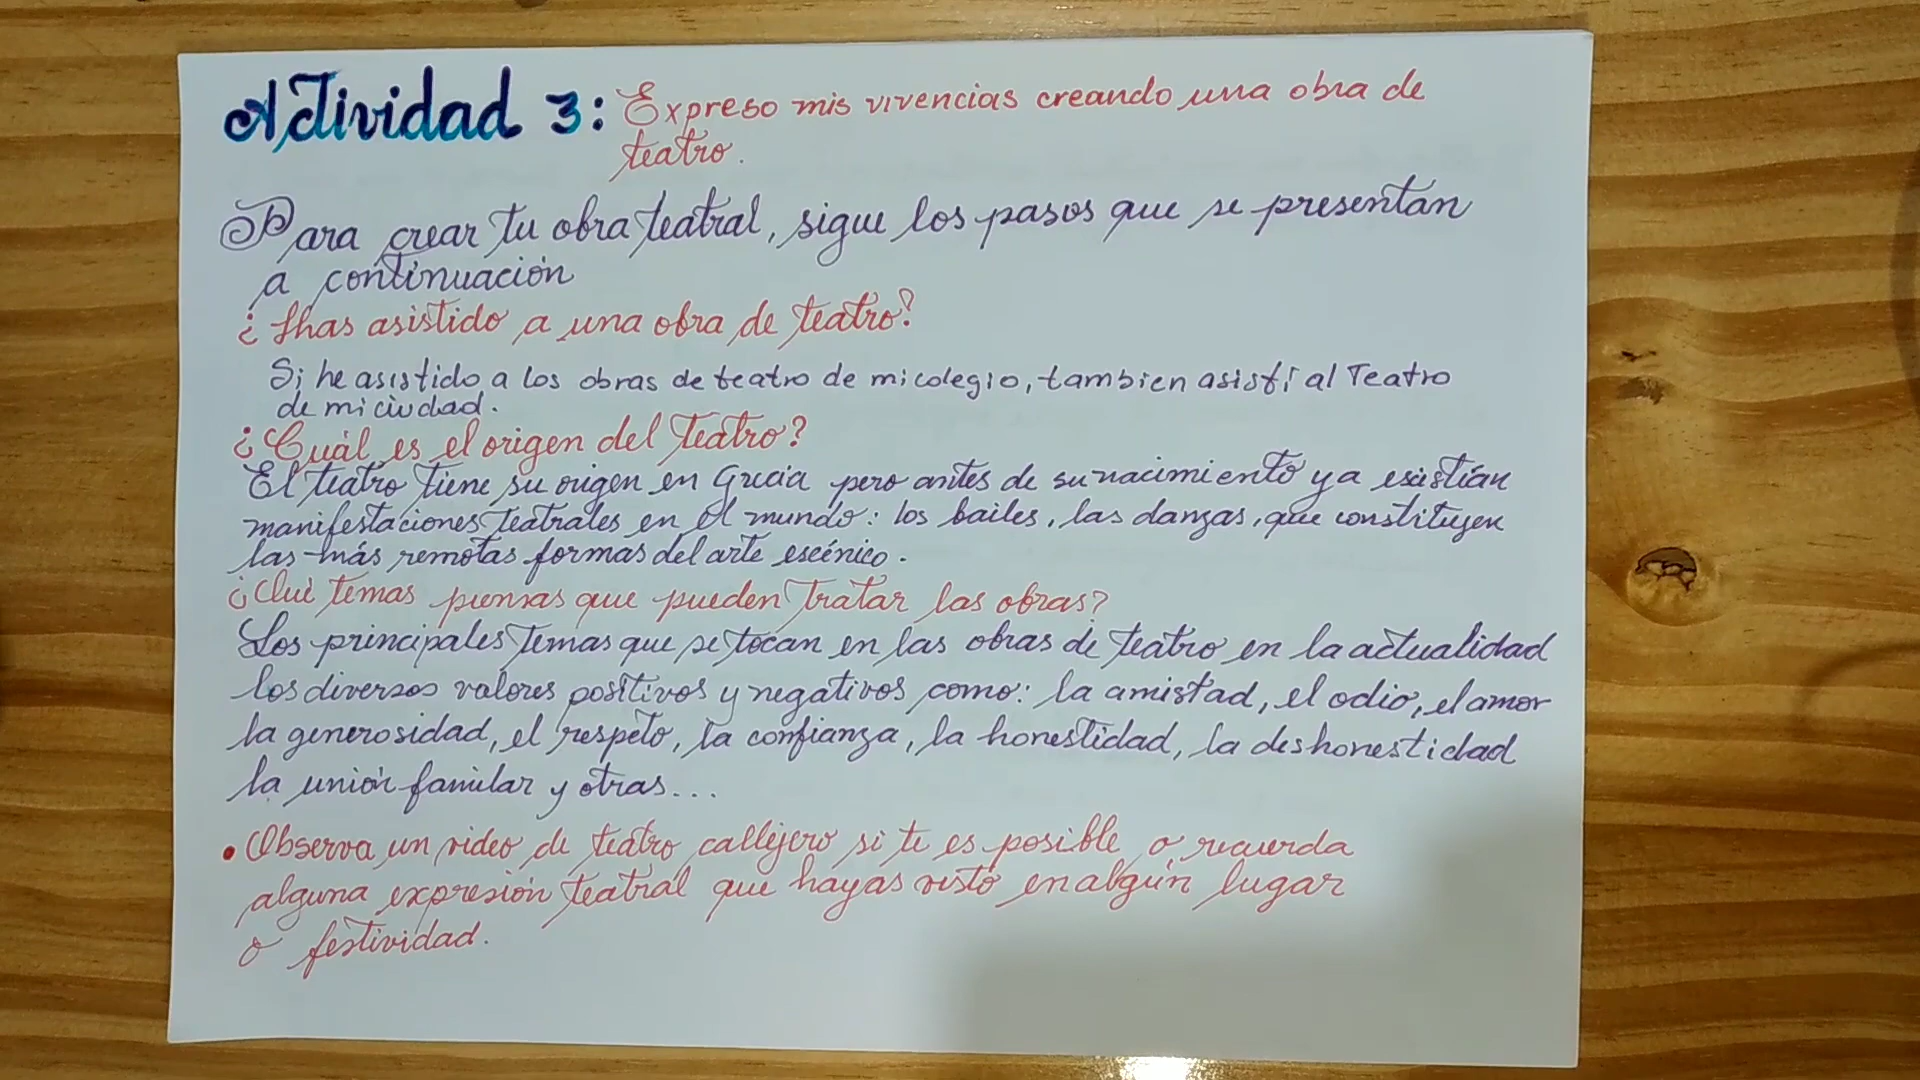 Actividad 3: Expreso mis vivencias creando una obra de
teatro.
Para crear tu obra teatral, sigue los pasos que se presentan
a continuación
¿Has asistido a una obra de teatro?
Si he asistido a los obras de teatro de mi colegio, tambien asistí al Teatro
de mi ciudad.
¿Cuál es el origen del teatro?
El teatro tiene su origen en Grecia pero antes de su nacimiento ya existían
manifestaciones teatrales en el mundo: los bailes, las danzas, que constituyen
las más remotas formas del arte escénico.
¿Qué temas piensas que pueden tratar las obras?
Los principales temas que se tocan en las obras de teatro en la actualidad
los diversos valores positivos y negativos como: la amistad, el odio, el amor
la generosidad, el respeto, la confianza, la honestidad, la deshonestidad
la unión familar y otras...
• Observa un video de teatro callejero si te es posible o recuerda
alguna expresión teatral que hayas visto en algún lugar
o festividad.